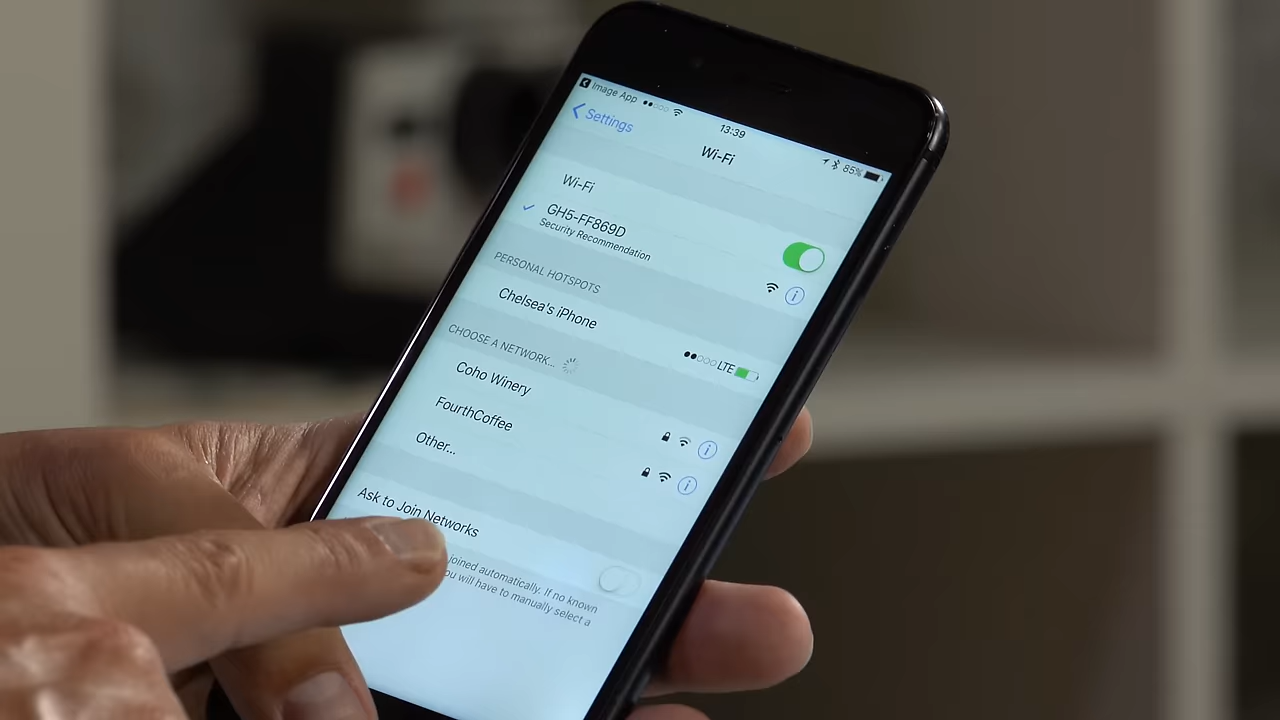 Image App
13:39
85%
Settings
Wi-Fi
Wi-Fi
GH5-FF869D
Security Recommendation
PERSONAL HOTSPOTS
Chelsea's iPhone
LTE
CHOOSE A NETWORK...
Coho Winery
FourthCoffee
Other...
Ask to Join Networks
joined automatically. If no known
you will have to manually select a